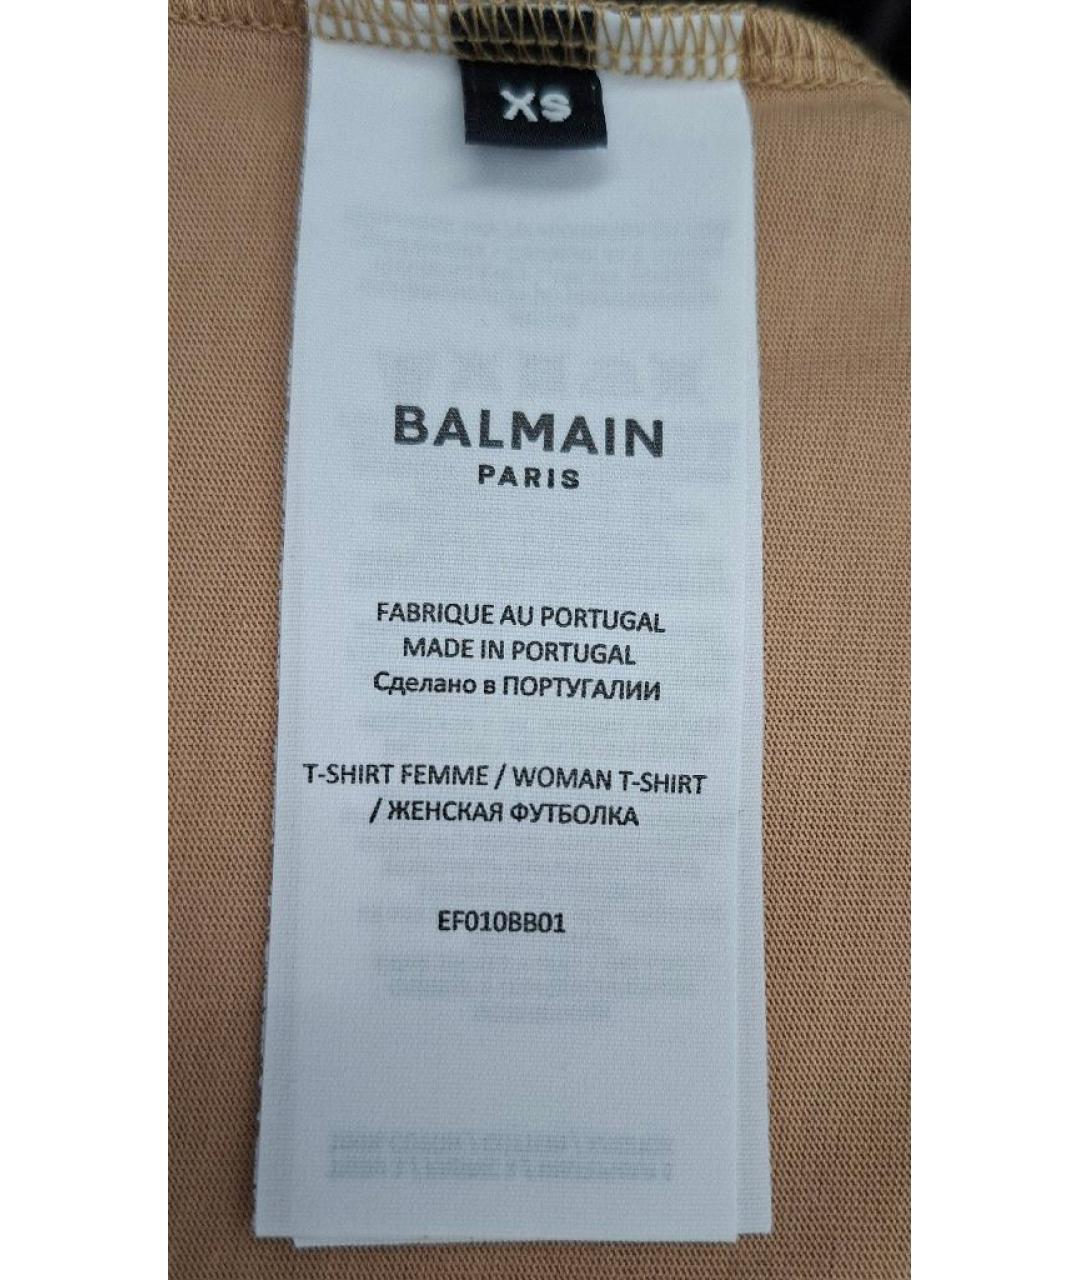 XS
BALMAIN
PARIS
FABRIQUE AU PORTUGAL
MADE IN PORTUGAL
Сделано в ПОРТУГАЛИИ
T-SHIRT FEMME / WOMAN T-SHIRT
/ ЖЕНСКАЯ ФУТБОЛКА
EF010BB01